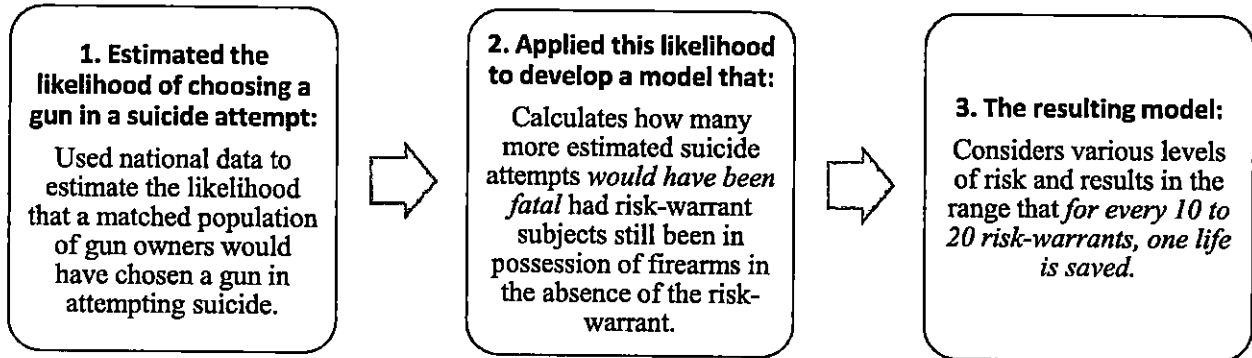 1. Estimated the
likelihood of choosing a
gun in a suicide attempt:
Used national data to
estimate the likelihood
that a matched population
of gun owners would
have chosen a gun in
attempting suicide.
2. Applied this likelihood
to develop a model that:
Calculates how many
more estimated suicide
attempts would have been
fatal had risk-warrant
subjects still been in
possession of firearms in
the absence of the risk-
warrant.
3. The resulting model:
Considers various levels
of risk and results in the
range that for every 10 to
20 risk-warrants, one life
is saved.